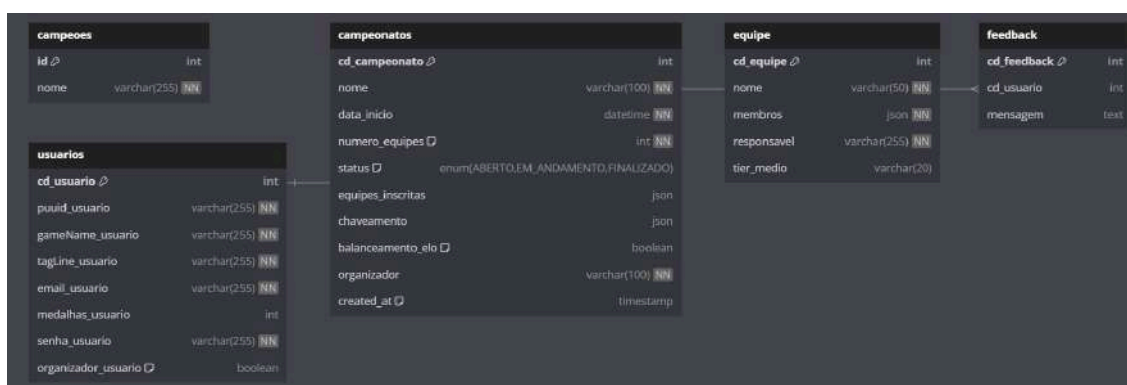 campeoes
id int
nome varchar(255) NN
usuarios
cd_usuario int
puuid_usuario varchar(255) NN
gameName_usuario varchar(255) NN
tagLine_usuario varchar(255) NN
email_usuario varchar(255) NN
medalhas_usuario int
senha_usuario varchar(255) NN
organizador_usuario boolean
campeonatos
cd_campeonato int
nome varchar(100) NN
data_inicio datetime NN
numero_equipes int NN
status enum(ABERTO,EM_ANDAMENTO,FINALIZADO)
equipes_inscritas json
chaveamento json
balanceamento_elo boolean
organizador varchar(100) NN
created_at timestamp
equipe
cd_equipe int
nome varchar(50) NN
membros json NN
responsavel varchar(255) NN
tier_medio varchar(20)
feedback
cd_feedback int
cd_usuario int
mensagem text